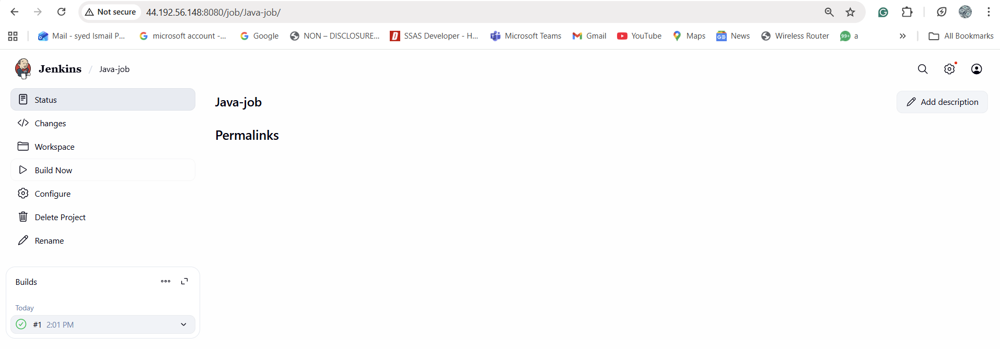 Not secure 44.192.56.148:8080/job/Java-job/
Mail - syed Ismail P... microsoft account -... Google NON – DISCLOSURE... SSAS Developer - H... Microsoft Teams Gmail YouTube Maps News Wireless Router 99+ a All Bookmarks
Jenkins / Java-job
Status
Changes
Workspace
Build Now
Configure
Delete Project
Rename
Java-job
Add description
Permalinks
Builds
Today
#1 2:01 PM